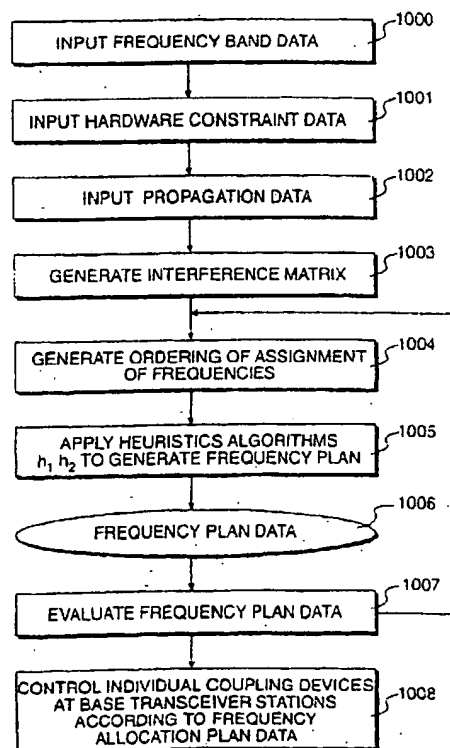 1000
INPUT FREQUENCY BAND DATA
1001
INPUT HARDWARE CONSTRAINT DATA
1002
INPUT PROPAGATION DATA
1003
GENERATE INTERFERENCE MATRIX
1004
GENERATE ORDERING OF ASSIGNMENT
OF FREQUENCIES
1005
APPLY HEURISTICS ALGORITHMS
h₁ h₂ TO GENERATE FREQUENCY PLAN
1006
FREQUENCY PLAN DATA
1007
EVALUATE FREQUENCY PLAN DATA
CONTROL INDIVIDUAL COUPLING DEVICES
AT BASE TRANSCEIVER STATIONS
ACCORDING TO FREQUENCY
ALLOCATION PLAN DATA
1008